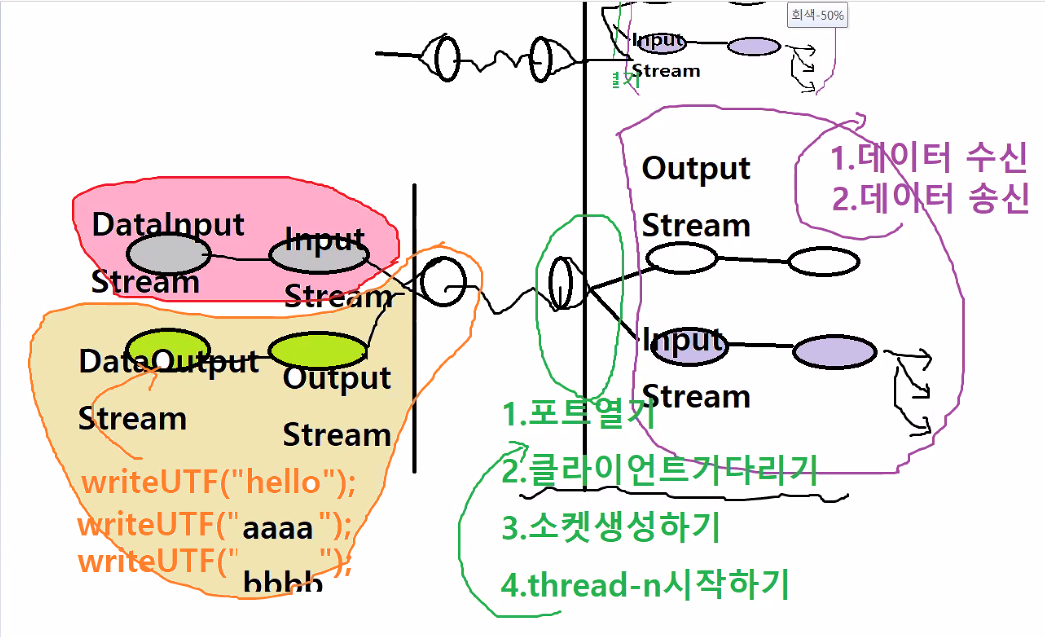 회색-50%
Input
Stream
열기
Output
Stream
1.데이터 수신
2.데이터 송신
DataInput
Stream
Input
Stream
DataOutput
Stream
Output
Stream
Input
Stream
writeUTF("hello");
writeUTF("aaaa");
writeUTF("bbbb");
1.포트열기
2.클라이언트기다리기
3.소켓생성하기
4.thread-n시작하기